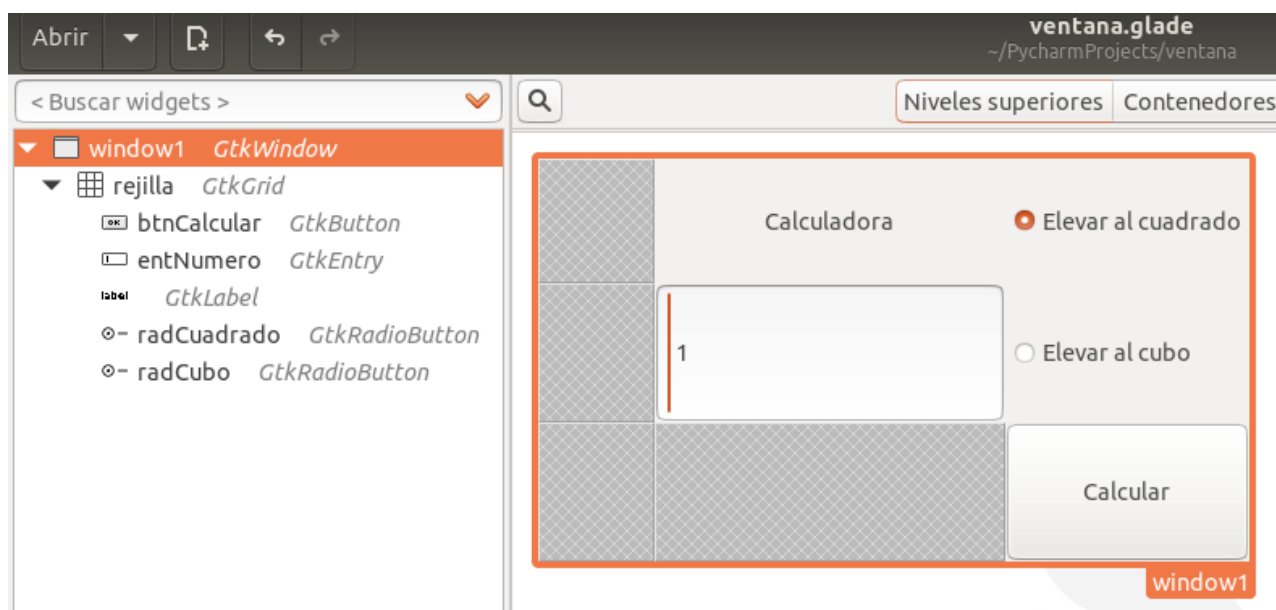 Abrir
ventana.glade
~/PycharmProjects/ventana
< Buscar widgets >
Niveles superiores Contenedores
window1 GtkWindow
rejilla GtkGrid
OK btnCalcular GtkButton
entNumero GtkEntry
label GtkLabel
radCuadrado GtkRadioButton
radCubo GtkRadioButton
Calculadora Elevar al cuadrado
1 Elevar al cubo
Calcular
window1